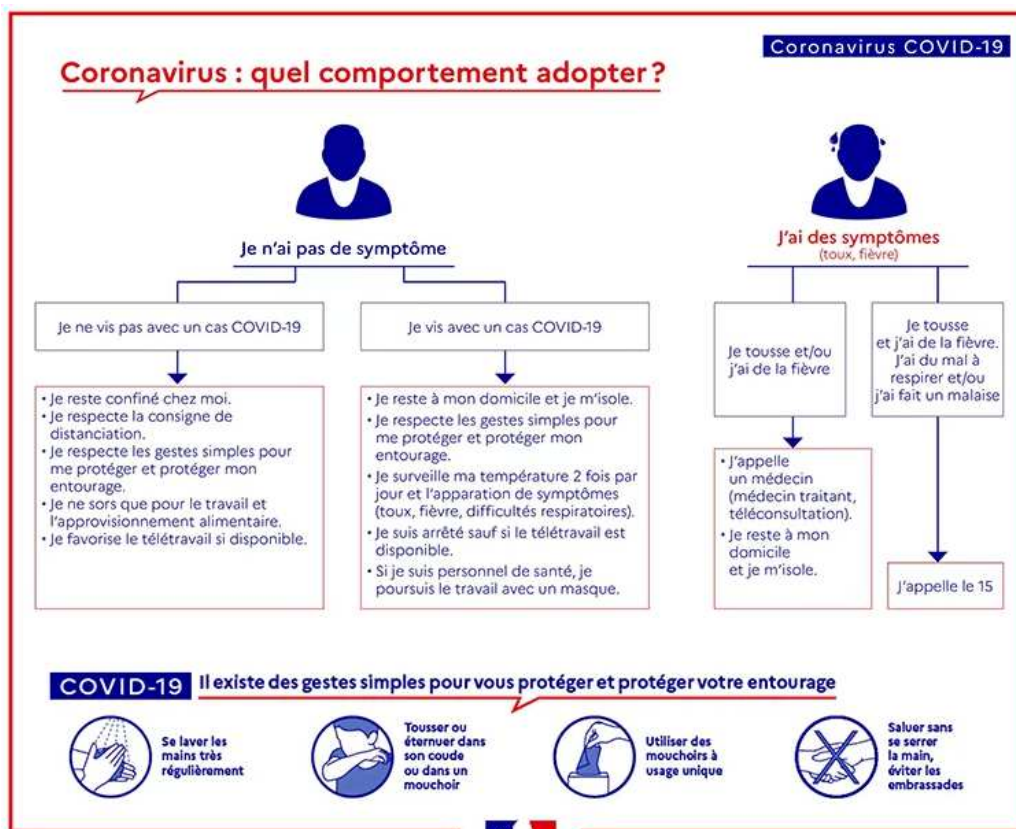 Coronavirus COVID-19
Coronavirus : quel comportement adopter ?
Je n'ai pas de symptôme
Je ne vis pas avec un cas COVID-19
• Je reste confiné chez moi.
• Je respecte la consigne de
distanciation.
• Je respecte les gestes simples pour
me protéger et protéger mon
entourage.
• Je ne sors que pour le travail et
l'approvisionnement alimentaire.
• Je favorise le télétravail si disponible.
Je vis avec un cas COVID-19
• Je reste à mon domicile et je m'isole.
• Je respecte les gestes simples pour
me protéger et protéger mon
entourage.
• Je surveille ma température 2 fois par
jour et l'apparation de symptômes
(toux, fièvre, difficultés respiratoires).
• Je suis arrêté sauf si le télétravail est
disponible.
• Si je suis personnel de santé, je
poursuis le travail avec un masque.
J'ai des symptômes
(toux, fièvre)
Je tousse et/ou
j'ai de la fièvre
• J'appelle
un médecin
(médecin traitant,
téléconsultation).
• Je reste à mon
domicile
et je m'isole.
Je tousse
et j'ai de la fièvre.
J'ai du mal à
respirer et/ou
j'ai fait un malaise
J'appelle le 15
COVID-19 Il existe des gestes simples pour vous protéger et protéger votre entourage
Se laver les
mains très
régulièrement
Tousser ou
éternuer dans
son coude
ou dans un
mouchoir
Utiliser des
mouchoirs à
usage unique
Saluer sans
se serrer
la main,
éviter les
embrassades